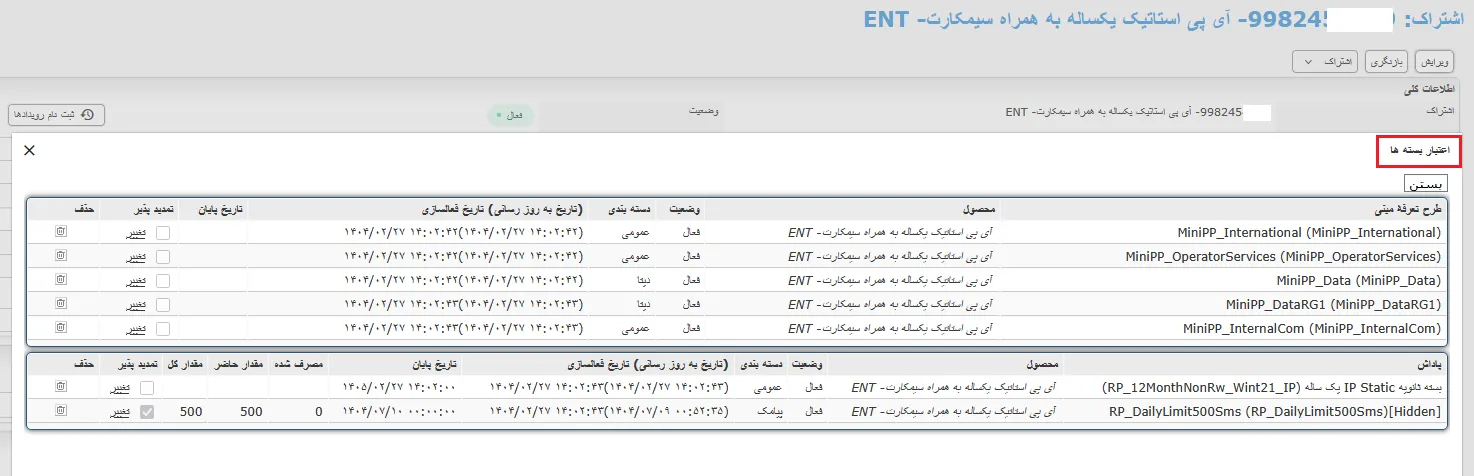 اشتراک: 998245- آی پی استاتیک یکساله به همراه سیمکارت- ENT
ویرایش بازنگری اشتراک
اطلاعات کلی
اشتراک 998245- آی پی استاتیک یکساله به همراه سیمکارت- ENT وضعیت فعال ثبت نام رویدادها
اعتبار بسته ها
بستن
طرح تعرفهٔ مینی محصول وضعیت دسته بندی (تاریخ به روز رسانی) تاریخ فعالسازی تاریخ پایان تمدید پذیر حذف
MiniPP_International (MiniPP_International) آی پی استاتیک یکساله به همراه سیمکارت- ENT فعال عمومی (۱۴۰۴/۰۲/۲۷ ۱۴:۰۲:۴۲)۱۴۰۴/۰۲/۲۷ ۱۴:۰۲:۴۲ تغییر
MiniPP_OperatorServices (MiniPP_OperatorServices) آی پی استاتیک یکساله به همراه سیمکارت- ENT فعال عمومی (۱۴۰۴/۰۲/۲۷ ۱۴:۰۲:۴۲)۱۴۰۴/۰۲/۲۷ ۱۴:۰۲:۴۲ تغییر
MiniPP_Data (MiniPP_Data) آی پی استاتیک یکساله به همراه سیمکارت- ENT فعال دیتا (۱۴۰۴/۰۲/۲۷ ۱۴:۰۲:۴۲)۱۴۰۴/۰۲/۲۷ ۱۴:۰۲:۴۲ تغییر
MiniPP_DataRG1 (MiniPP_DataRG1) آی پی استاتیک یکساله به همراه سیمکارت- ENT فعال دیتا (۱۴۰۴/۰۲/۲۷ ۱۴:۰۲:۴۳)۱۴۰۴/۰۲/۲۷ ۱۴:۰۲:۴۳ تغییر
MiniPP_InternalCom (MiniPP_InternalCom) آی پی استاتیک یکساله به همراه سیمکارت- ENT فعال عمومی (۱۴۰۴/۰۲/۲۷ ۱۴:۰۲:۴۳)۱۴۰۴/۰۲/۲۷ ۱۴:۰۲:۴۳ تغییر
پاداش محصول وضعیت دسته بندی (تاریخ به روز رسانی) تاریخ فعالسازی تاریخ پایان مصرف شده مقدار حاضر مقدار کل تمدید پذیر حذف
بسته ثانویه IP Static یک ساله (RP_12MonthNonRw_Wint21_IP) آی پی استاتیک یکساله به همراه سیمکارت- ENT فعال عمومی (۱۴۰۴/۰۲/۲۷ ۱۴:۰۲:۴۳)۱۴۰۴/۰۲/۲۷ ۱۴:۰۲:۴۳ ۱۴۰۵/۰۲/۲۷ ۱۴:۰۲:۰۰ تغییر
RP_DailyLimit500Sms (RP_DailyLimit500Sms)[Hidden] آی پی استاتیک یکساله به همراه سیمکارت- ENT فعال پیامک (۱۴۰۴/۰۷/۰۹ ۰۰:۵۲:۳۵)۱۴۰۴/۰۲/۲۷ ۱۴:۰۲:۴۳ ۱۴۰۴/۰۷/۱۰ ۰۰:۰۰:۰۰ 0 500 500 تغییر